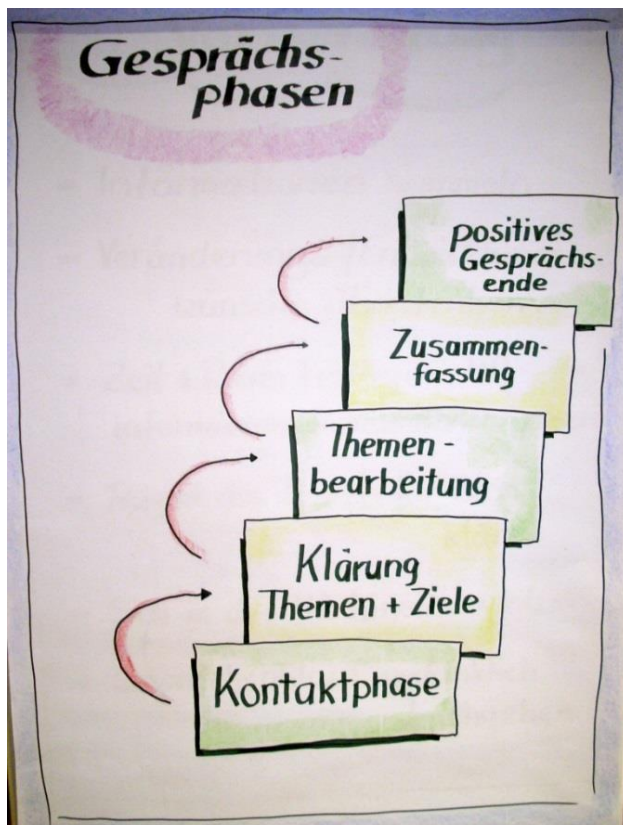 Gesprächs-
phasen
positives
Gesprächs-
ende
Zusammen-
fassung
Themen -
bearbeitung
Klärung
Themen + Ziele
Kontaktphase